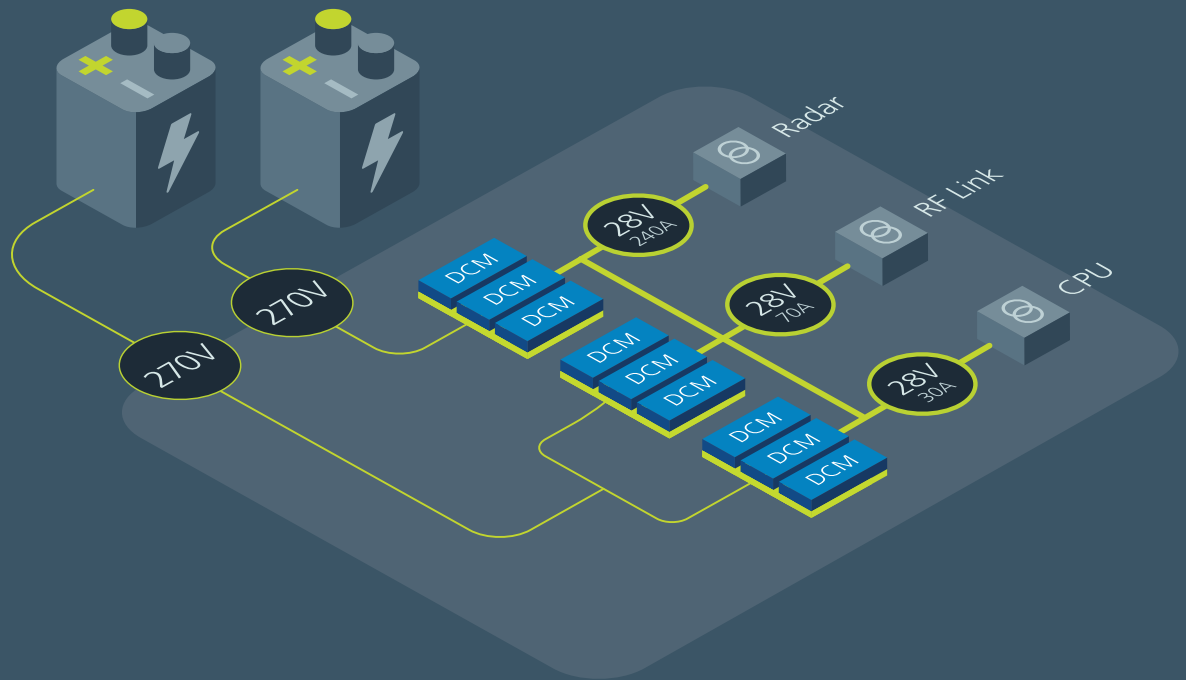 Radar
RF Link
CPU
28V
240A
28V
70A
28V
30A
270V
270V
DCM
DCM
DCM
DCM
DCM
DCM
DCM
DCM
DCM